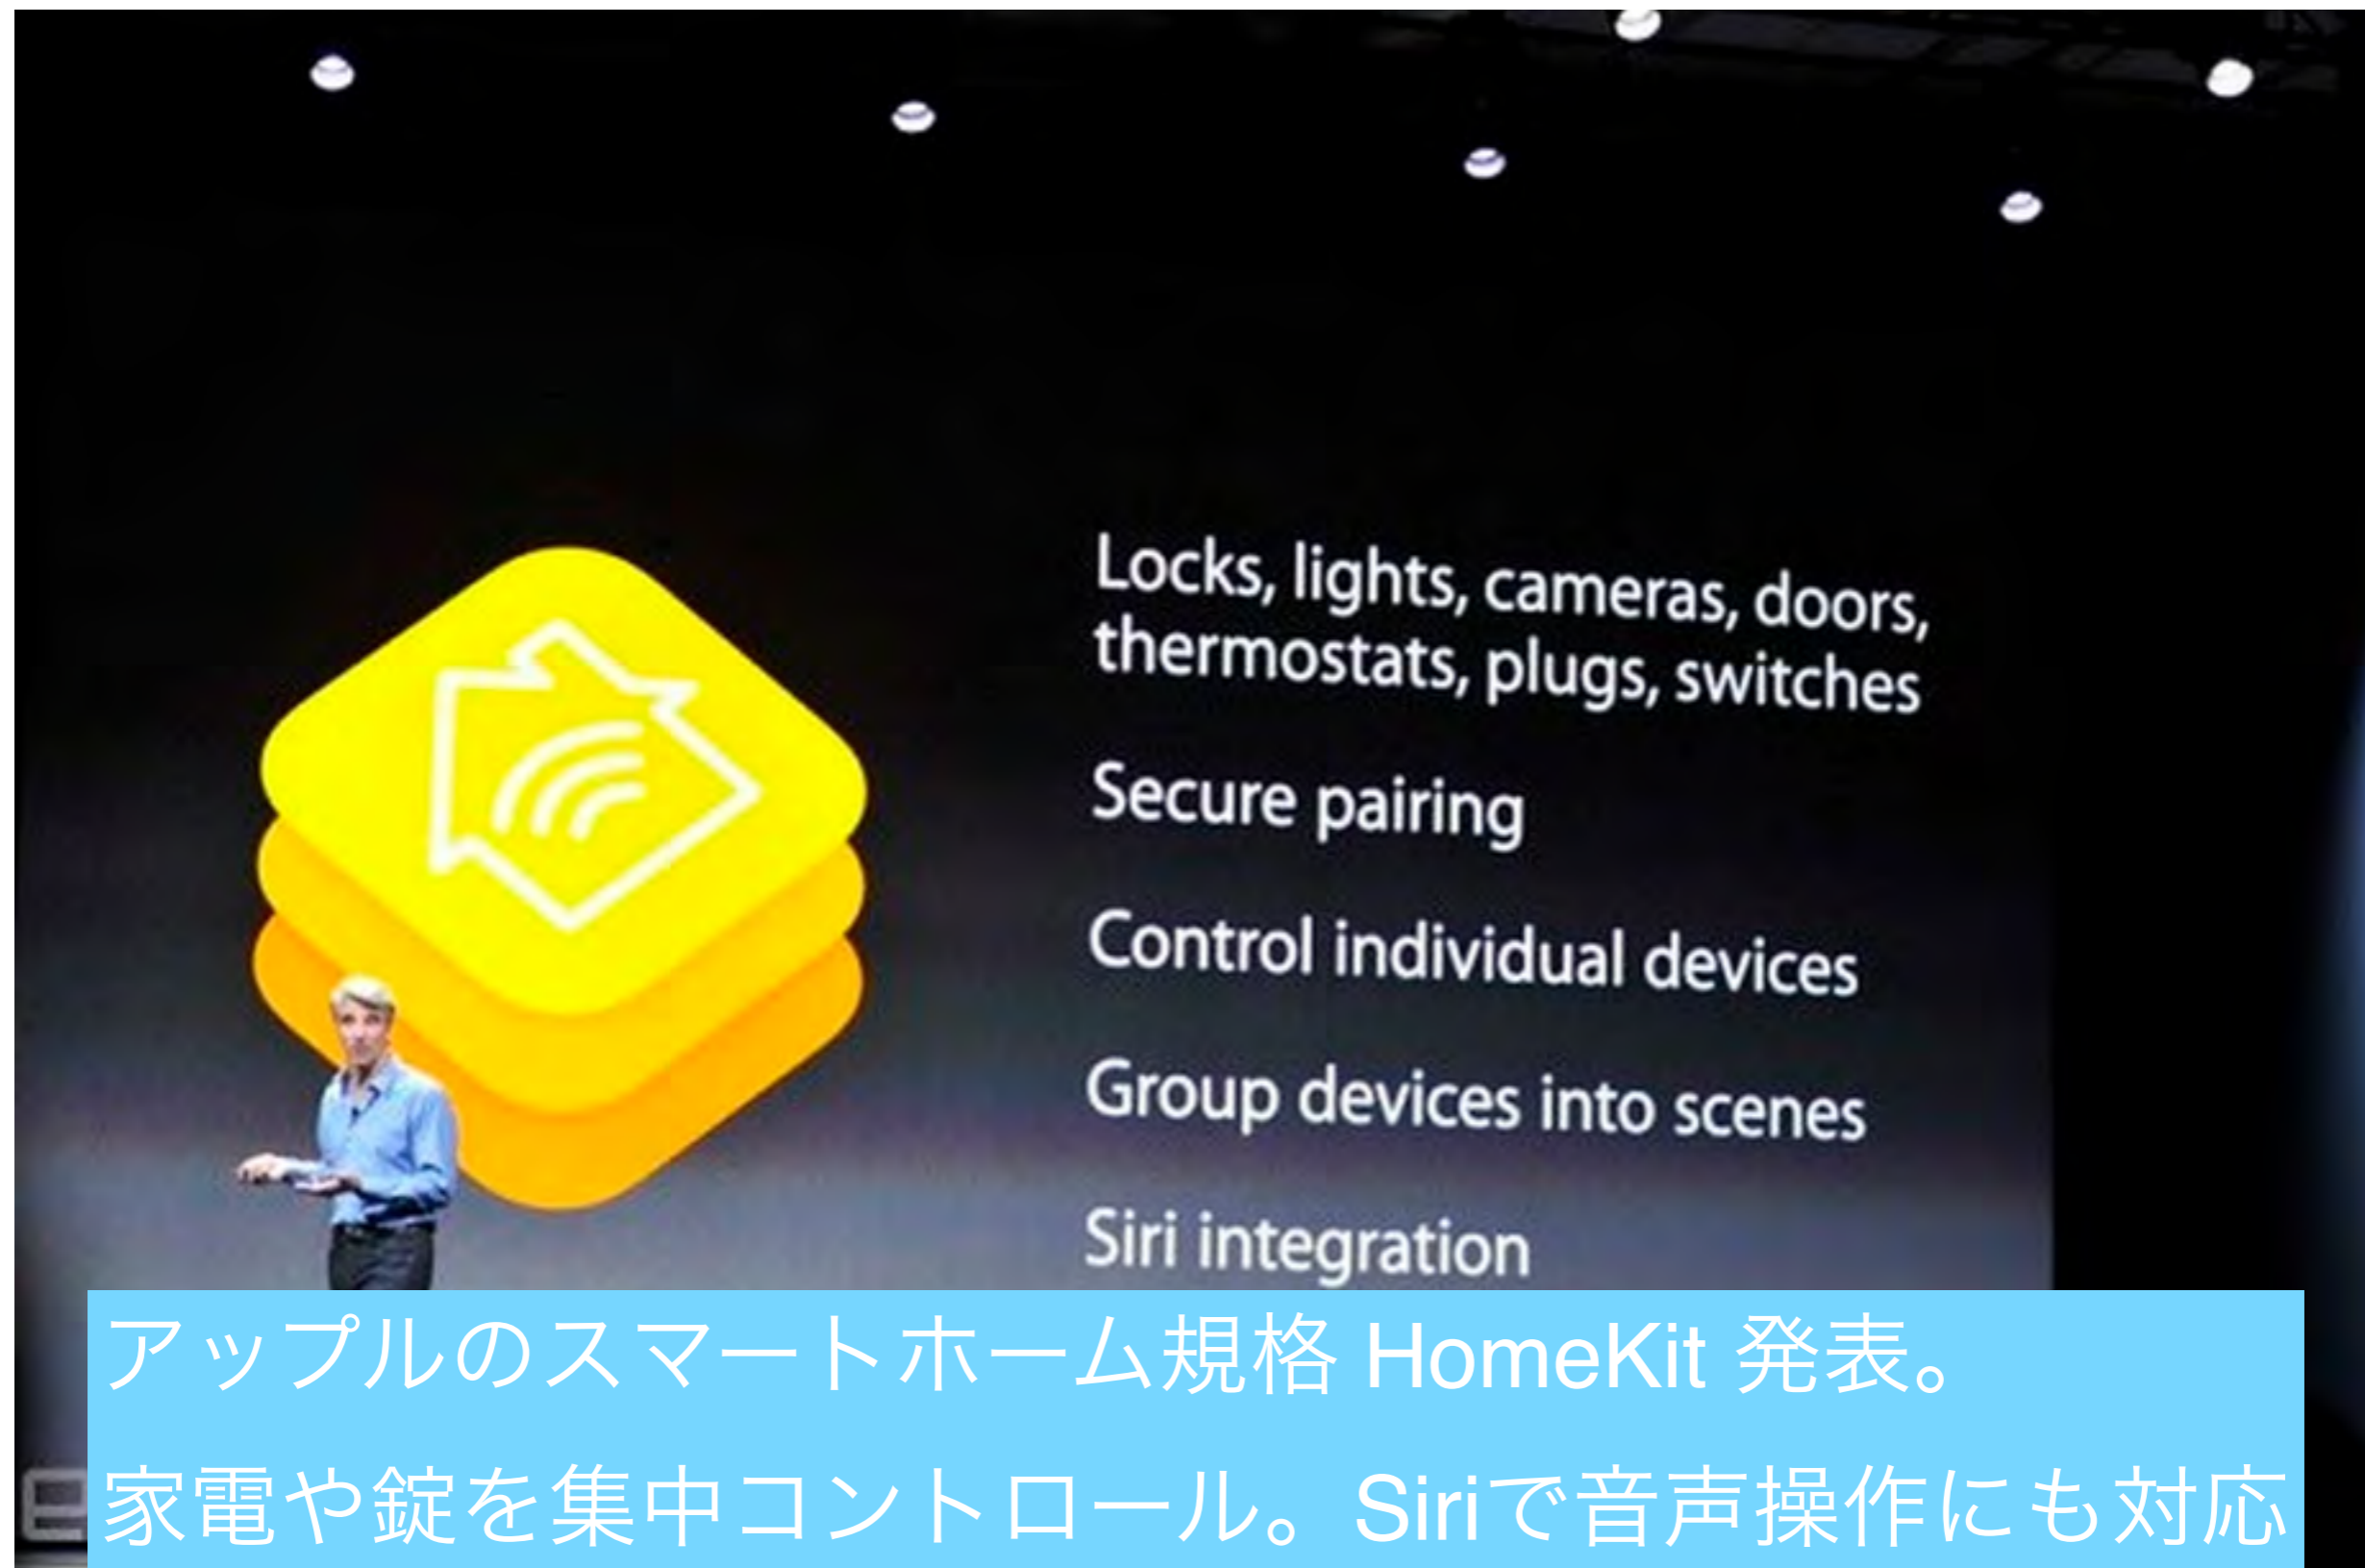 Locks, lights, cameras, doors,
thermostats, plugs, switches
Secure pairing
Control individual devices
Group devices into scenes
Siri integration
アップルのスマートホーム規格 HomeKit 発表。
家電や錠を集中コントロール。Siriで音声操作にも対応